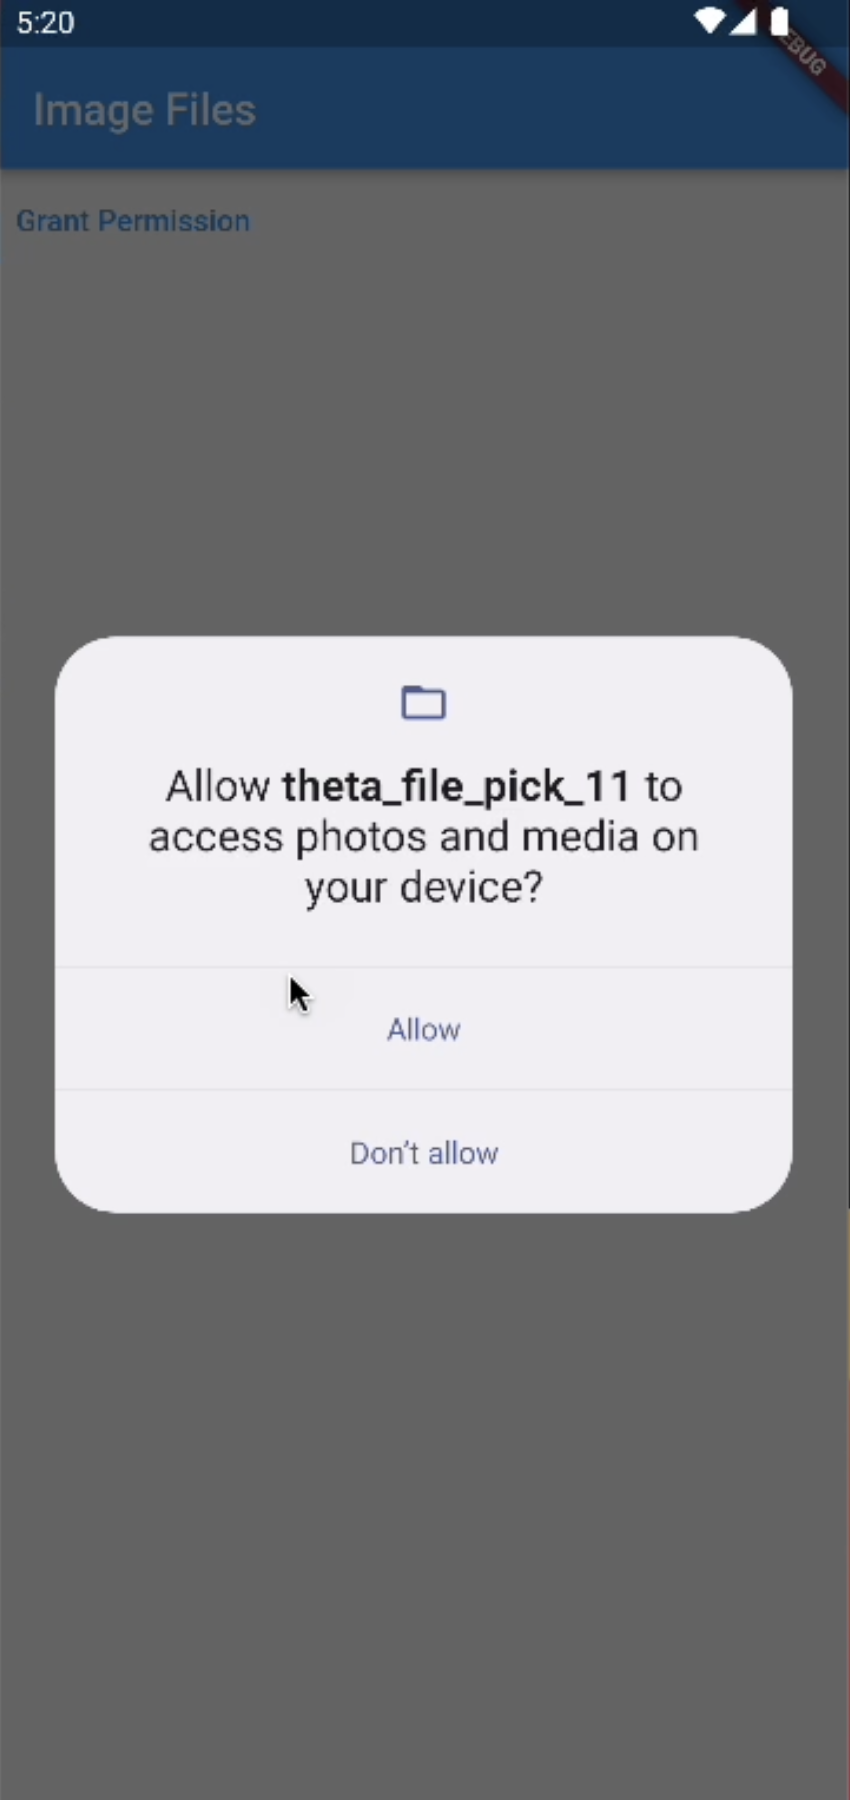 5:20
Image Files
Grant Permission
Allow theta_file_pick_11 to
access photos and media on
your device?
Allow
Don't allow